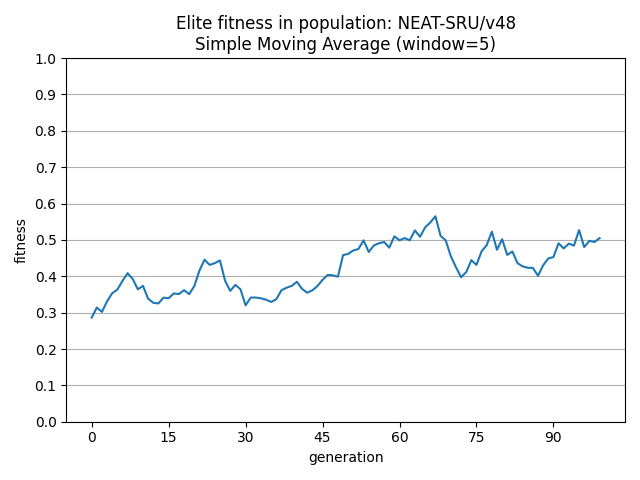 Elite fitness in population: NEAT-SRU/v48
Simple Moving Average (window=5)
1.0
0.9
0.8
0.7
0.6
0.5
0.4
0.3
0.2
0.1
0.0
fitness
0 15 30 45 60 75 90
generation